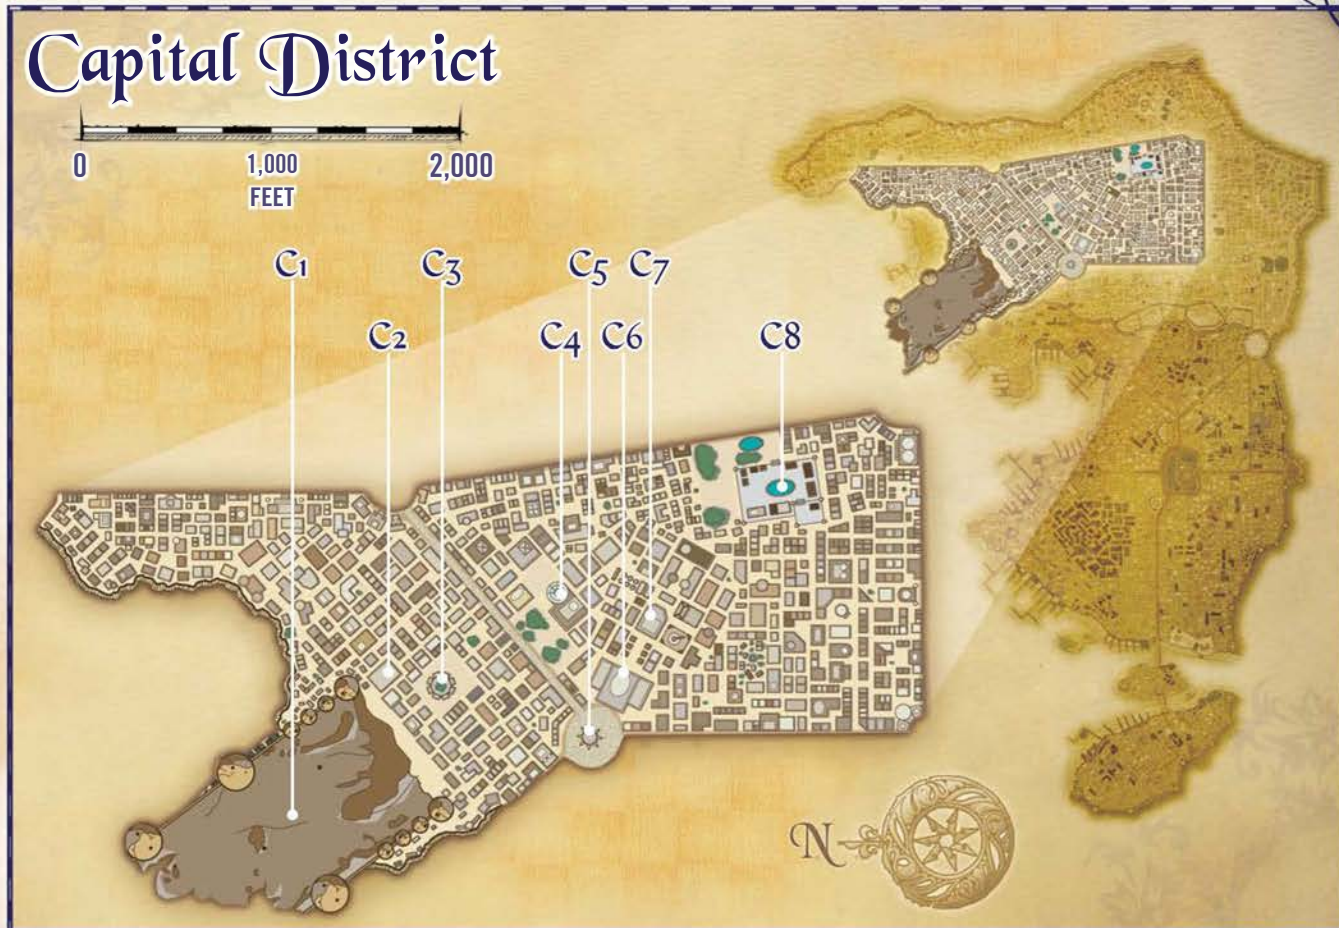 Capital District
0 1,000 2,000
FEET
C1 C3 C5 C7
C2 C4 C6 C8
N